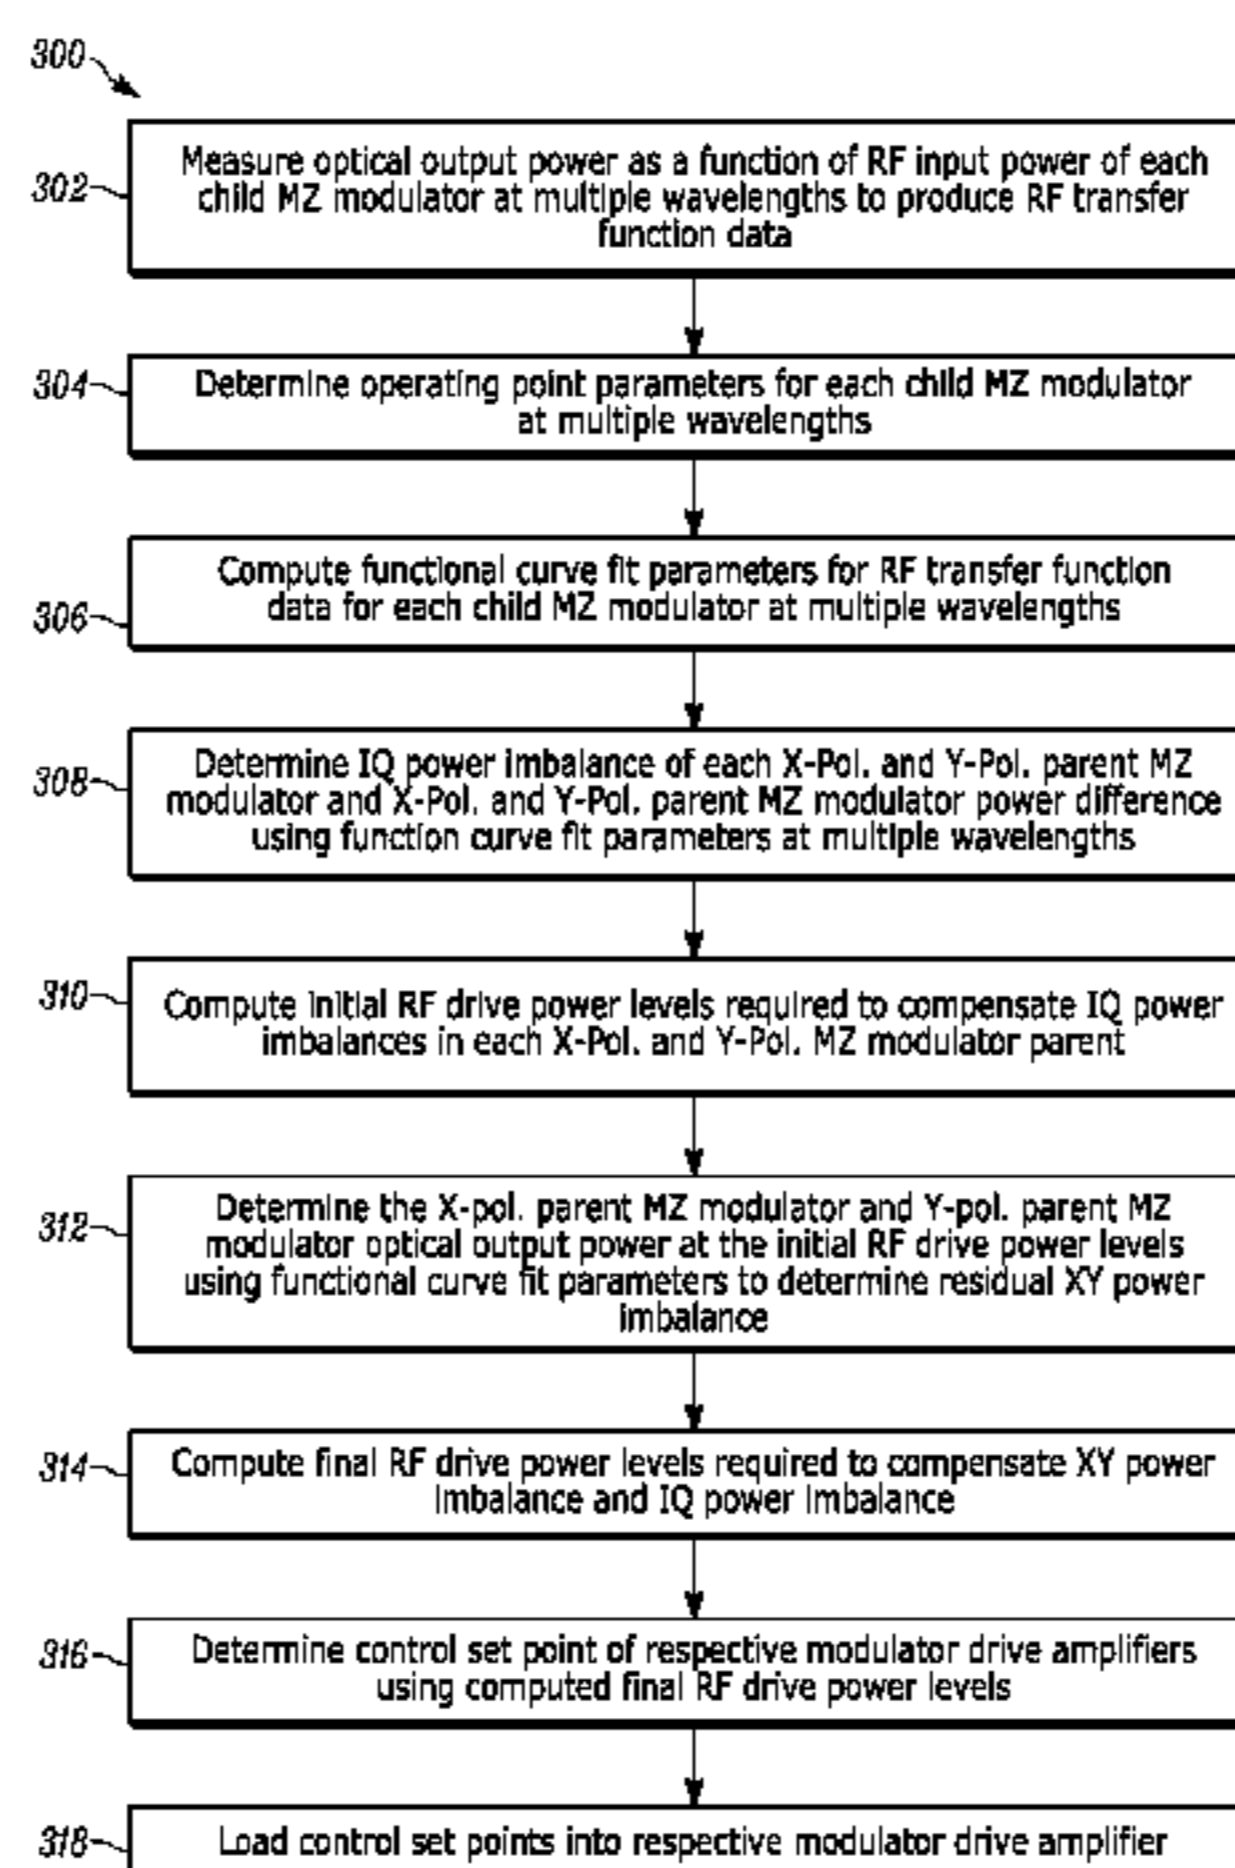 300
302
Measure optical output power as a function of RF input power of each
child MZ modulator at multiple wavelengths to produce RF transfer
function data
304
Determine operating point parameters for each child MZ modulator
at multiple wavelengths
306
Compute functional curve fit parameters for RF transfer function
data for each child MZ modulator at multiple wavelengths
308
Determine IQ power imbalance of each X-Pol. and Y-Pol. parent MZ
modulator and X-Pol. and Y-Pol. parent MZ modulator power difference
using function curve fit parameters at multiple wavelengths
310
Compute initial RF drive power levels required to compensate IQ power
imbalances in each X-Pol. and Y-Pol. MZ modulator parent
312
Determine the X-pol. parent MZ modulator and Y-pol. parent MZ
modulator optical output power at the initial RF drive power levels
using functional curve fit parameters to determine residual XY power
imbalance
314
Compute final RF drive power levels required to compensate XY power
imbalance and IQ power imbalance
316
Determine control set point of respective modulator drive amplifiers
using computed final RF drive power levels
318
Load control set points into respective modulator drive amplifier